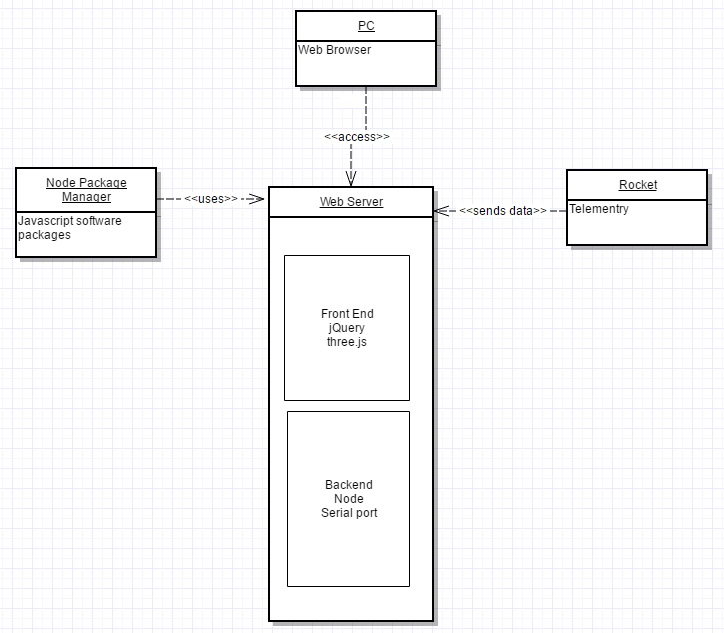 PC
Web Browser
<<access>>
Node Package
Manager
Javascript software
packages
<<uses>>
Web Server
<<sends data>>
Rocket
Telementry
Front End
jQuery
three.js
Backend
Node
Serial port